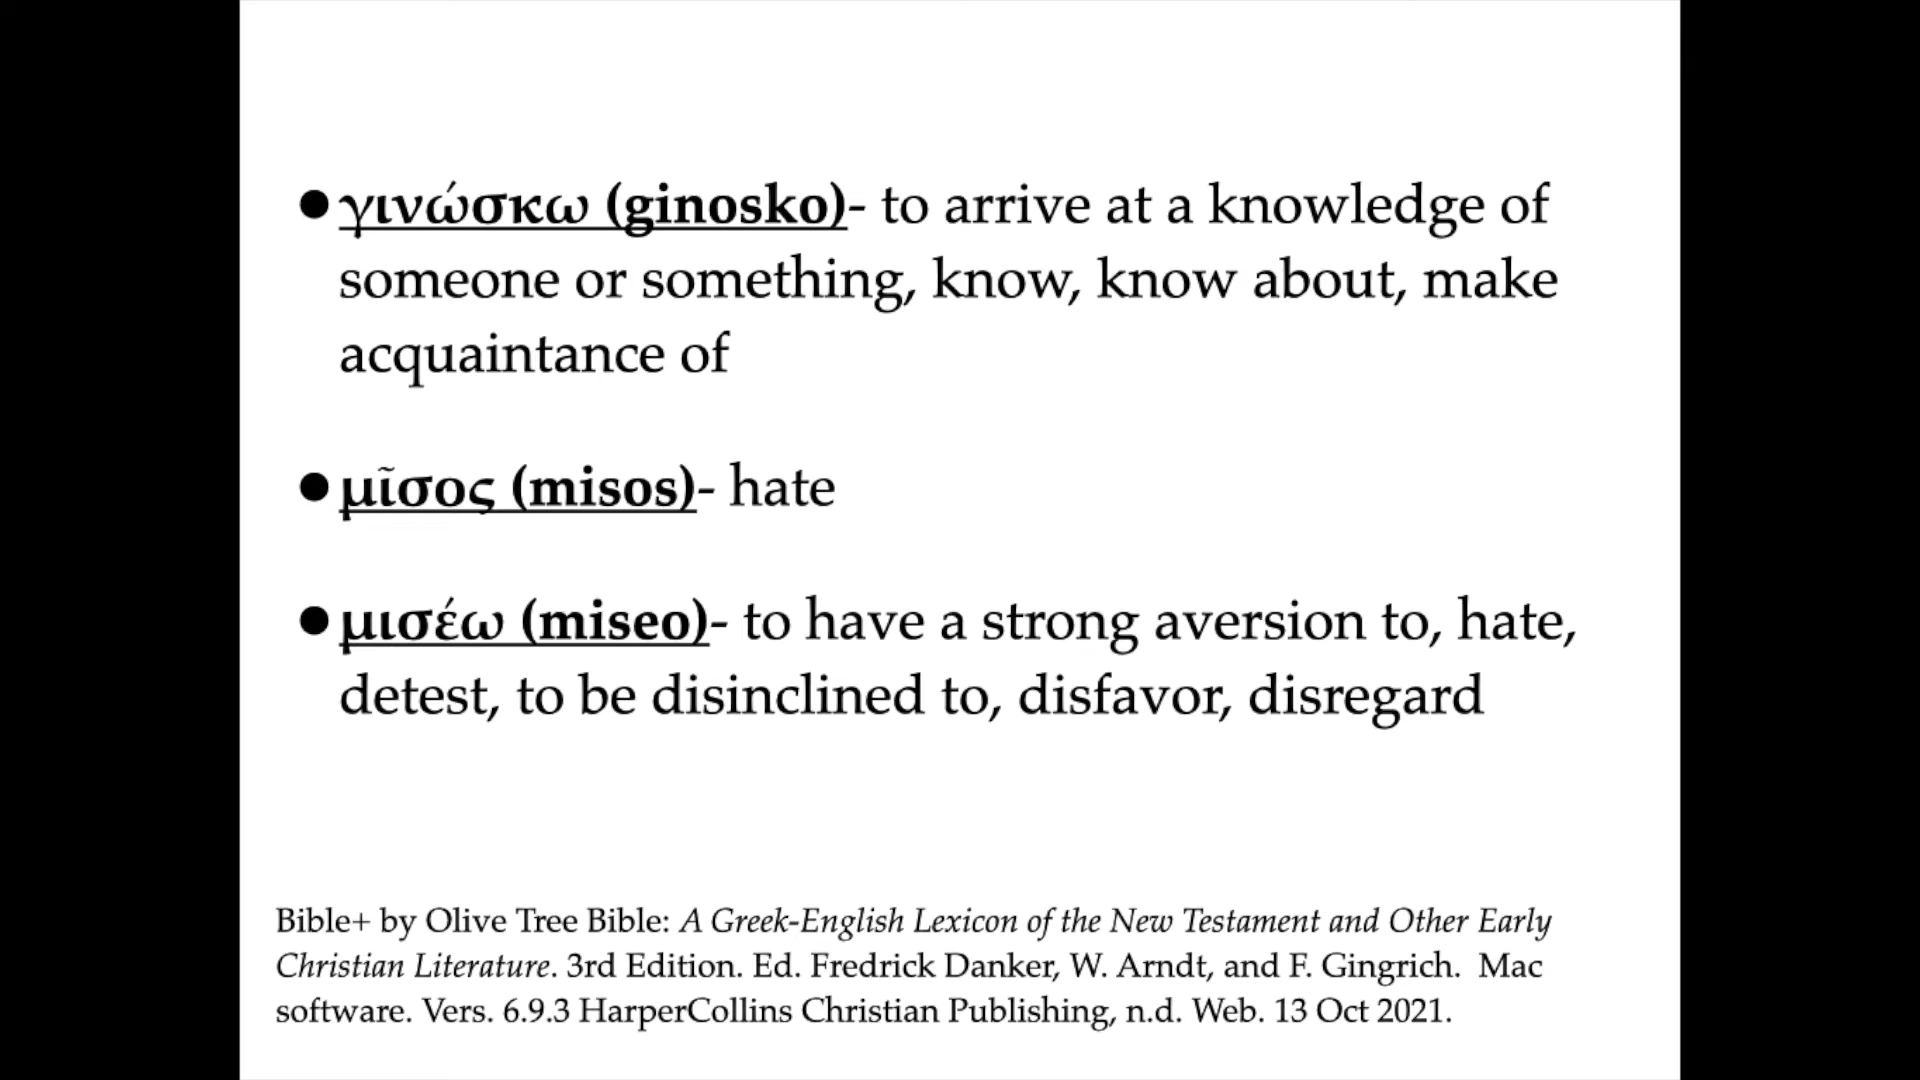 ●γινώσκω (ginosko)- to arrive at a knowledge of
someone or something, know, know about, make
acquaintance of
●μῖσος (misos)- hate
●μισέω (miseo)- to have a strong aversion to, hate,
detest, to be disinclined to, disfavor, disregard
Bible+ by Olive Tree Bible: A Greek-English Lexicon of the New Testament and Other Early
Christian Literature. 3rd Edition. Ed. Fredrick Danker, W. Arndt, and F. Gingrich.  Mac
software. Vers. 6.9.3 HarperCollins Christian Publishing, n.d. Web. 13 Oct 2021.